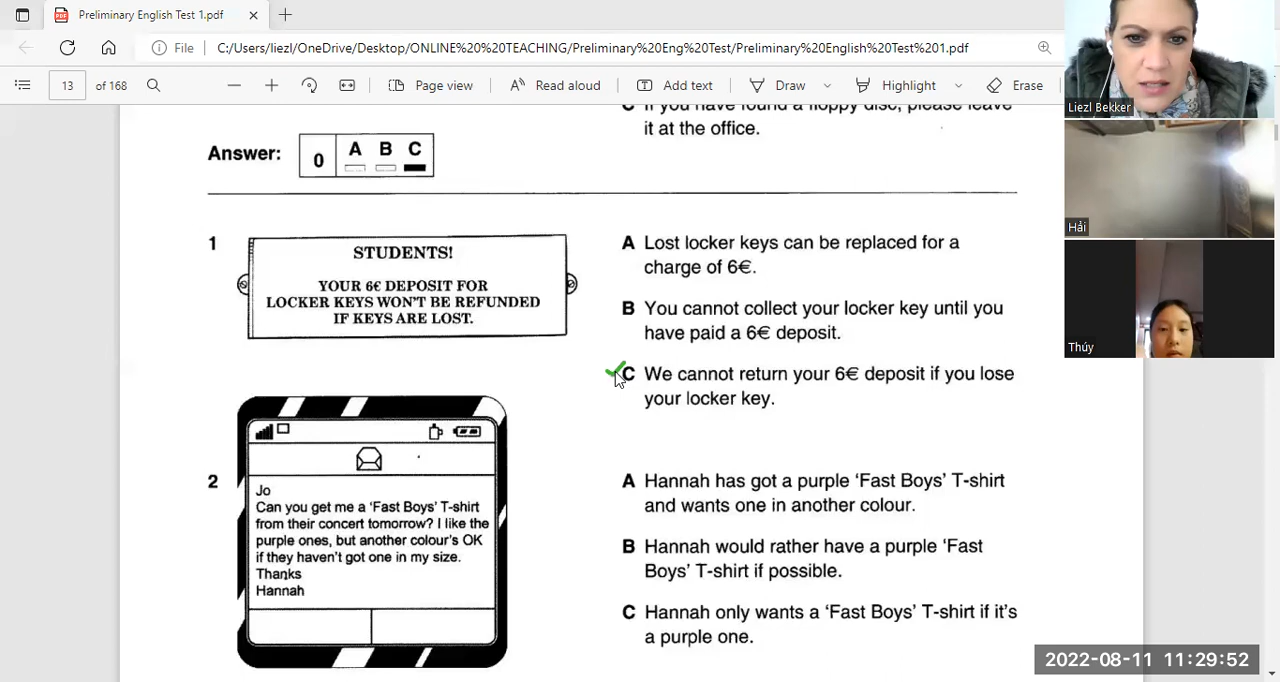 Preliminary English Test 1.pdf
File
C:/Users/liezl/OneDrive/Desktop/ONLINE%20%20TEACHING/Preliminary%20Eng%20Test/Preliminary%20English%20Test%201.pdf
13 of 168
Page view
Read aloud
Add text
Draw
Highlight
Erase
C If you have found a floppy disc, please leave
it at the office.
Answer: 0 A B C
1
STUDENTS!
YOUR 6€ DEPOSIT FOR
LOCKER KEYS WON'T BE REFUNDED
IF KEYS ARE LOST.
A Lost locker keys can be replaced for a
charge of 6€.
B You cannot collect your locker key until you
have paid a 6€ deposit.
C We cannot return your 6€ deposit if you lose
your locker key.
2
Jo
Can you get me a 'Fast Boys' T-shirt
from their concert tomorrow? I like the
purple ones, but another colour's OK
if they haven't got one in my size.
Thanks
Hannah
A Hannah has got a purple 'Fast Boys' T-shirt
and wants one in another colour.
B Hannah would rather have a purple 'Fast
Boys' T-shirt if possible.
C Hannah only wants a 'Fast Boys' T-shirt if it's
a purple one.
Liezl Bekker
Hải
Thúy
2022-08-11 11:29:52